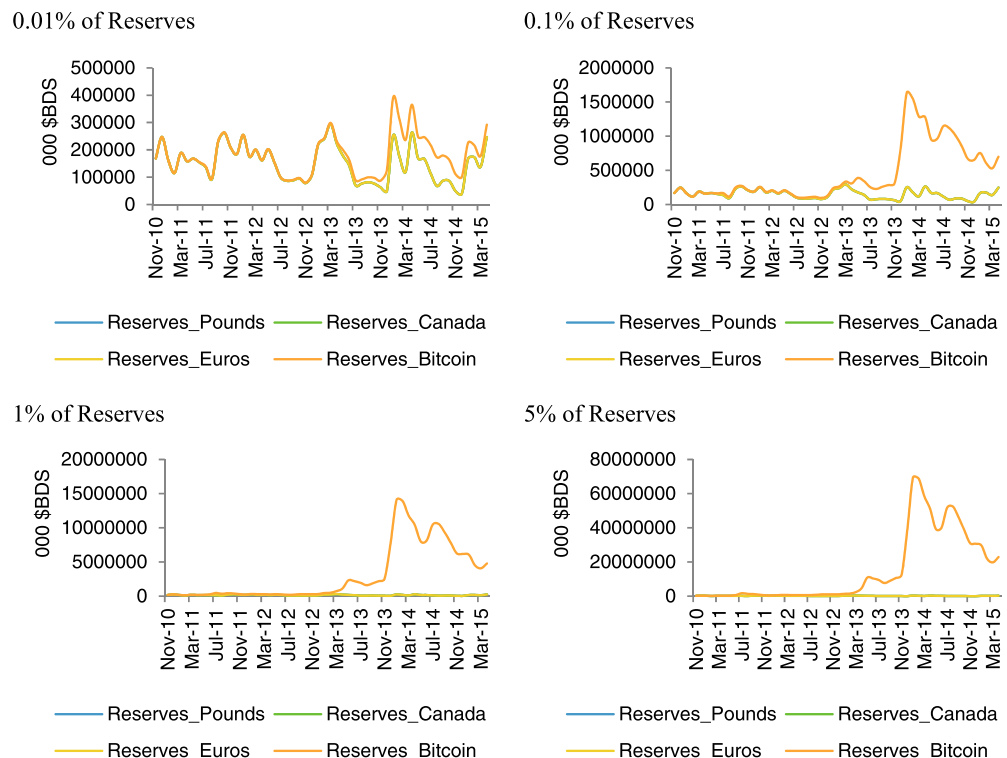 0.01% of Reserves
000 $BDS
500000
400000
300000
200000
100000
0
Nov-10
Mar-11
Jul-11
Nov-11
Mar-12
Jul-12
Nov-12
Mar-13
Jul-13
Nov-13
Mar-14
Jul-14
Nov-14
Mar-15
Reserves_Pounds
Reserves_Canada
Reserves_Euros
Reserves_Bitcoin
0.1% of Reserves
000 $BDS
2000000
1500000
1000000
500000
0
Nov-10
Mar-11
Jul-11
Nov-11
Mar-12
Jul-12
Nov-12
Mar-13
Jul-13
Nov-13
Mar-14
Jul-14
Nov-14
Mar-15
Reserves_Pounds
Reserves_Canada
Reserves_Euros
Reserves_Bitcoin
1% of Reserves
000 $BDS
20000000
15000000
10000000
5000000
0
Nov-10
Mar-11
Jul-11
Nov-11
Mar-12
Jul-12
Nov-12
Mar-13
Jul-13
Nov-13
Mar-14
Jul-14
Nov-14
Mar-15
Reserves_Pounds
Reserves_Canada
Reserves Euros
Reserves Bitcoin
5% of Reserves
000 $BDS
80000000
60000000
40000000
20000000
0
Nov-10
Mar-11
Jul-11
Nov-11
Mar-12
Jul-12
Nov-12
Mar-13
Jul-13
Nov-13
Mar-14
Jul-14
Nov-14
Mar-15
Reserves_Pounds
Reserves_Canada
Reserves Euros
Reserves Bitcoin